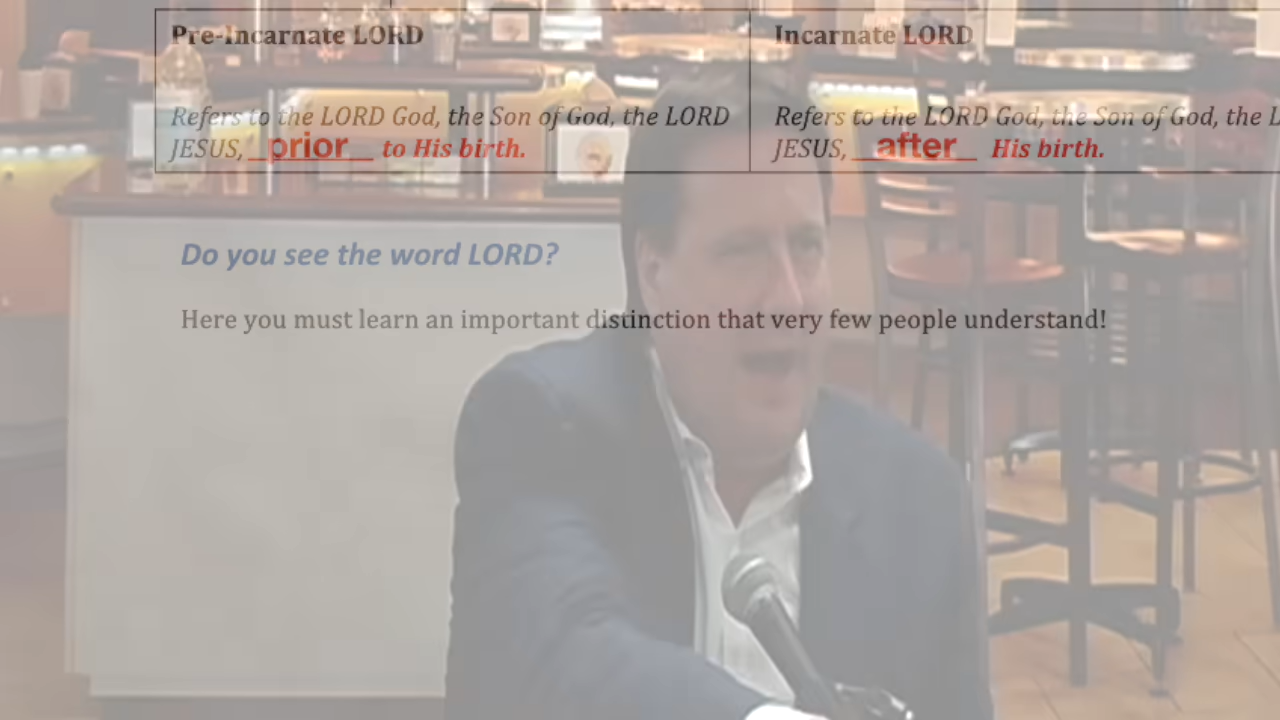 Pre-Incarnate LORD
Incarnate LORD
Refers to the LORD God, the Son of God, the LORD
JESUS, prior to His birth.
Refers to the LORD God, the Son of God, the L
JESUS, after His birth.
Do you see the word LORD?
Here you must learn an important distinction that very few people understand!